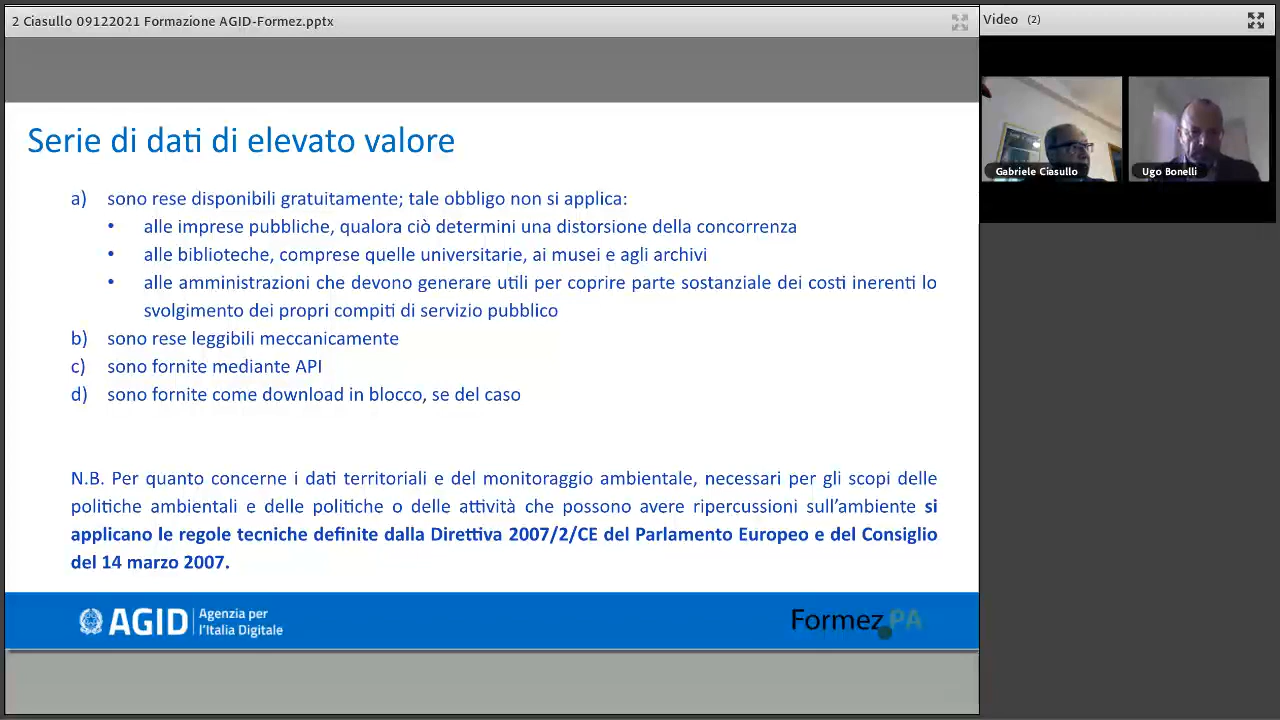 2 Ciasullo 09122021 Formazione AGID-Formez.pptx
Video (2)
Serie di dati di elevato valore
a) sono rese disponibili gratuitamente; tale obbligo non si applica:
• alle imprese pubbliche, qualora ciò determini una distorsione della concorrenza
• alle biblioteche, comprese quelle universitarie, ai musei e agli archivi
• alle amministrazioni che devono generare utili per coprire parte sostanziale dei costi inerenti lo
svolgimento dei propri compiti di servizio pubblico
b) sono rese leggibili meccanicamente
c) sono fornite mediante API
d) sono fornite come download in blocco, se del caso
N.B. Per quanto concerne i dati territoriali e del monitoraggio ambientale, necessari per gli scopi delle
politiche ambientali e delle politiche o delle attività che possono avere ripercussioni sull’ambiente si
applicano le regole tecniche definite dalla Direttiva 2007/2/CE del Parlamento Europeo e del Consiglio
del 14 marzo 2007.
AGID Agenzia per
l'Italia Digitale
Formez PA
Gabriele Ciasullo
Ugo Bonelli